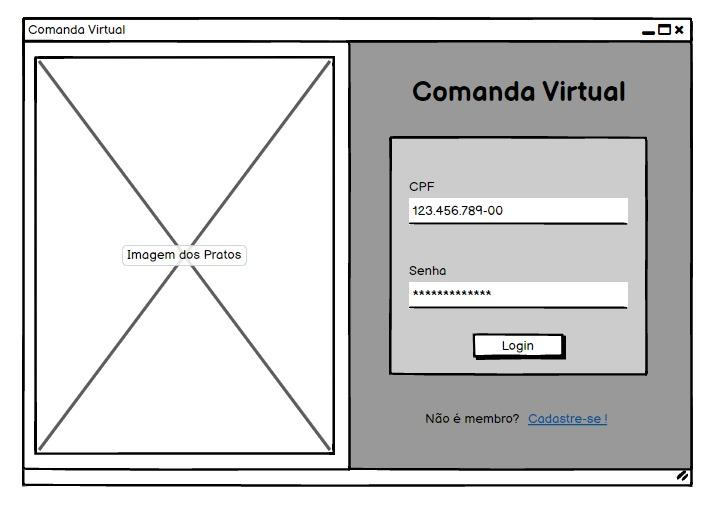 Comanda Virtual
Imagem dos Pratos
Comanda Virtual
CPF
123.456.789-00
Senha
*************
Login
Não é membro? Cadastre-se !